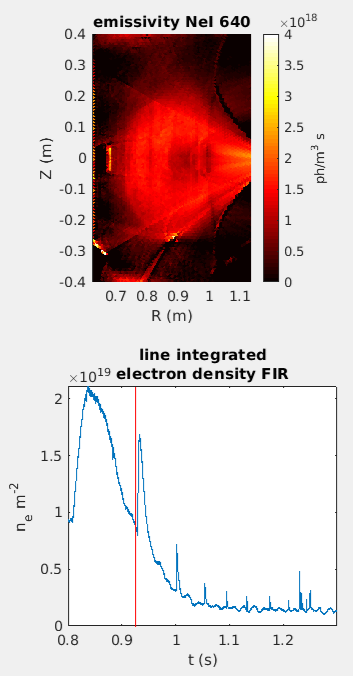 emissivity NeI 640
×10^18
0.4
0.3
0.2
0.1
0
-0.1
-0.2
-0.3
-0.4
Z (m)
0.7 0.8 0.9 1 1.1
R (m)
4
3.5
3
2.5
2
1.5
1
0.5
0
ph/m^3 s
line integrated
electron density FIR
×10^19
2
1.5
1
0.5
0
n_e m^-2
0.8 0.9 1 1.1 1.2
t (s)